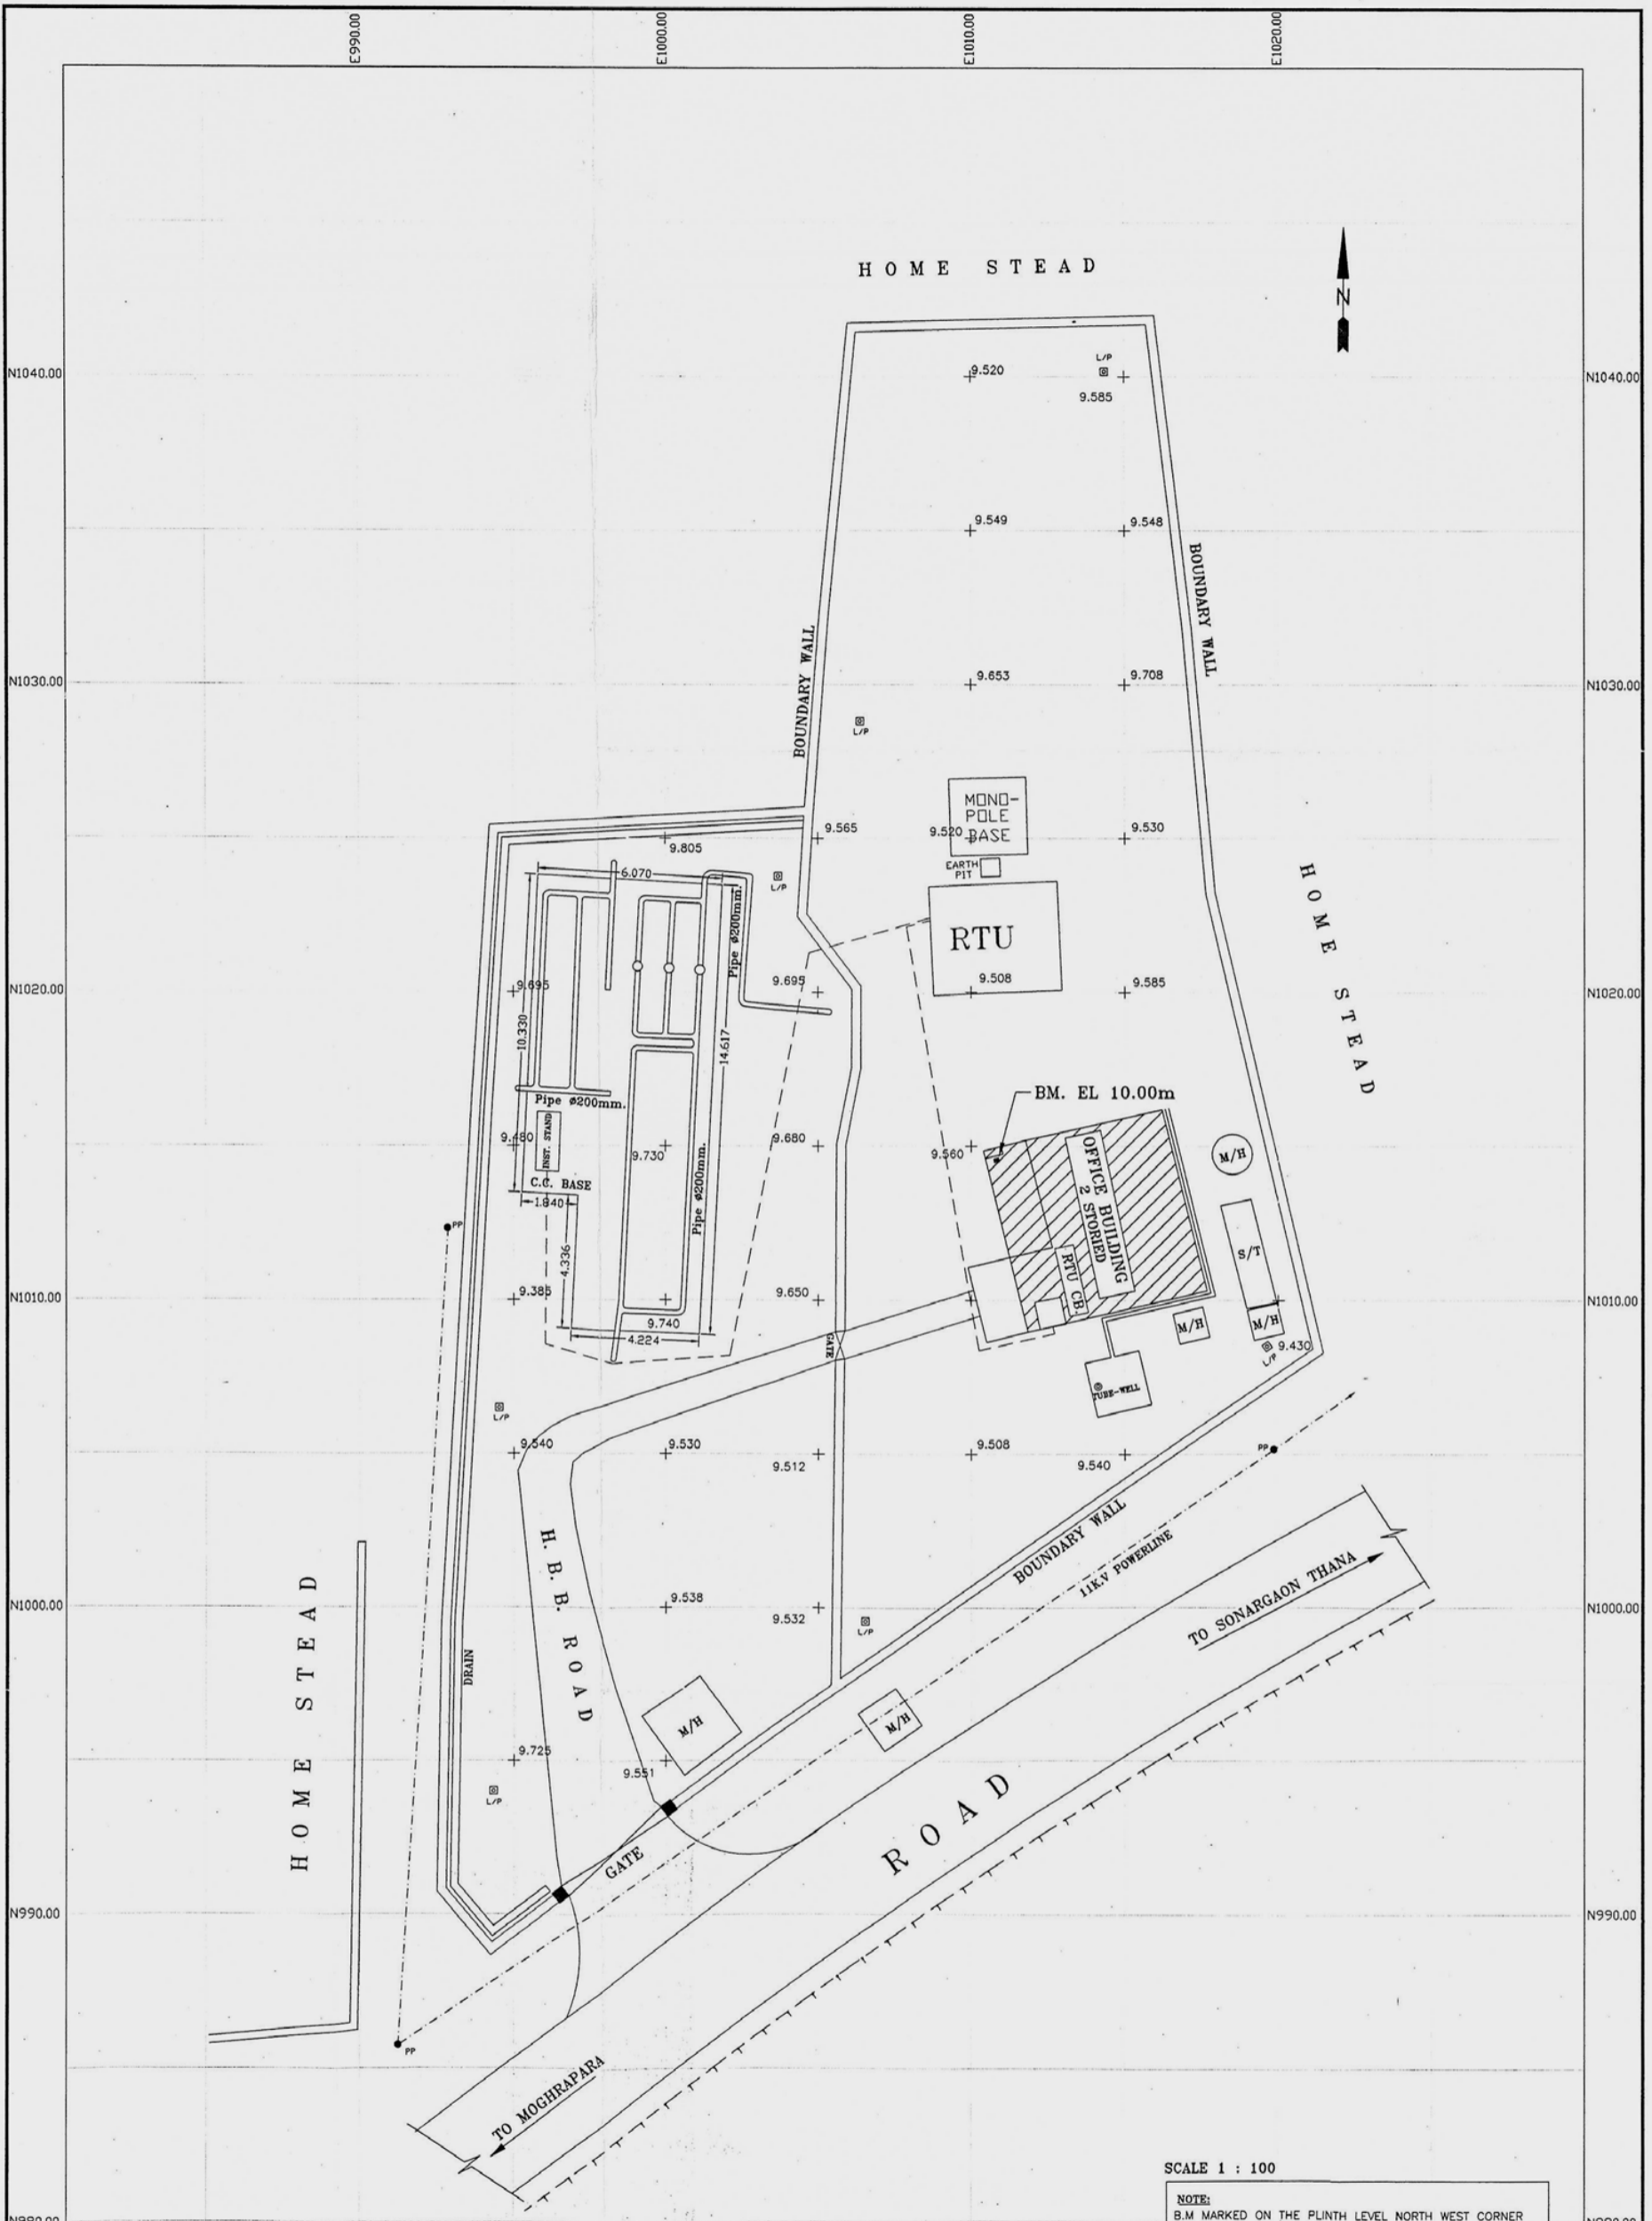 E990.00
E1000.00
E1010.00
E1020.00
HOME STEAD
N
L/P
N1040.00
9.520
N1040.00
9.585
9.549
9.548
BOUNDARY WALL
BOUNDARY WALL
N1030.00
9.653
9.708
N1030.00
L/P
MONO-
POLE
BASE
9.565
9.520
9.530
9.805
EARTH
PIT
6.070
L/P
HOME STEAD
Pipe ø200mm.
RTU
N1020.00
9.695
9.695
9.508
9.585
N1020.00
10.330
14.617
Pipe ø200mm.
BM. EL 10.00m
INST. STAND
9.480
9.730
9.680
9.560
OFFICE BUILDING
2 STORIED
M/H
C.C. BASE
1.840
Pipe ø200mm.
PP
4.336
RTU CB.
S/T
N1010.00
9.385
9.650
N1010.00
9.740
4.224
GATE
M/H
M/H
9.430
L/P
TUBE-WELL
L/P
9.540
9.530
9.512
9.508
9.540
PP
H. B. B. ROAD
BOUNDARY WALL
11K.V POWERLINE
TO SONARGAON THANA
HOME STEAD
N1000.00
9.538
9.532
L/P
N1000.00
DRAIN
M/H
M/H
9.725
9.551
L/P
ROAD
GATE
N990.00
N990.00
PP
TO MOGHRAPARA
SCALE 1 : 100
NOTE:
B.M MARKED ON THE PLINTH LEVEL NORTH WEST CORNER